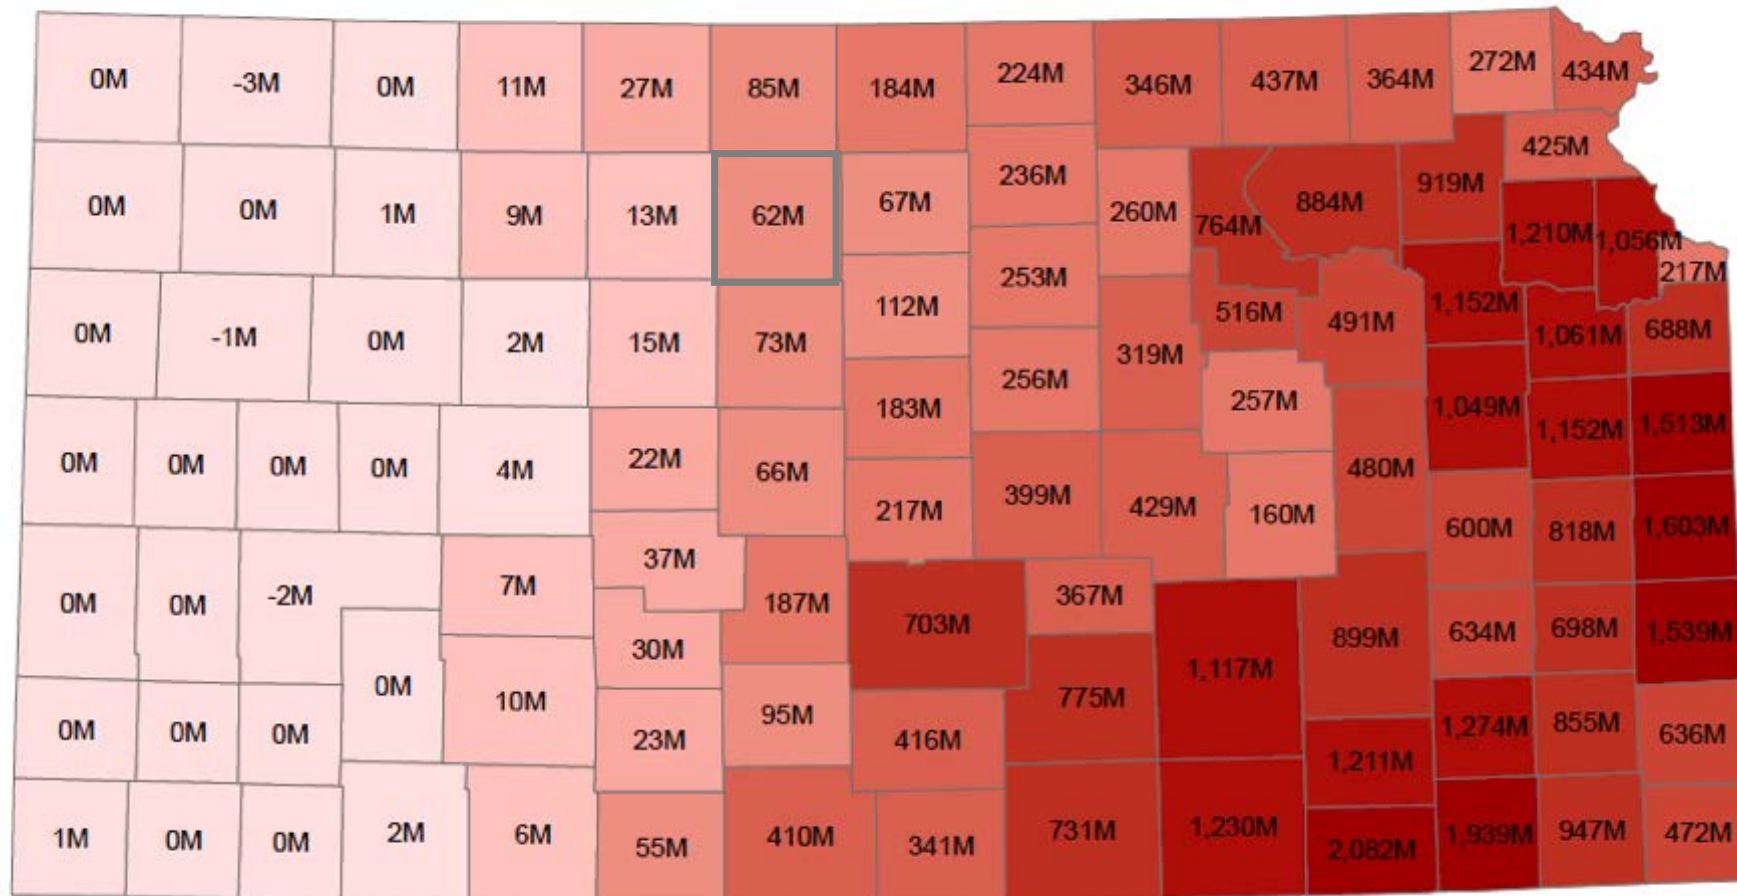 0M -3M 0M 11M 27M 85M 184M 224M 346M 437M 364M 272M 434M
0M 0M 1M 9M 13M 62M 67M 236M 260M 764M 884M 919M 425M
1,210M 1,056M 217M
0M -1M 0M 2M 15M 73M 112M 253M 319M 516M 491M 1,152M 1,061M 688M
0M 0M 0M 0M 4M 22M 66M 183M 256M 257M 1,049M 1,152M 1,513M
217M 399M 429M 160M 480M 600M 818M 1,603M
0M 0M -2M 7M 37M 187M 703M 367M 899M 634M 698M 1,539M
0M 10M 30M 1,117M
0M 0M 0M 23M 95M 416M 775M 1,211M 1,274M 855M 636M
1M 0M 0M 2M 6M 55M 410M 341M 731M 1,230M 2,082M 1,939M 947M 472M